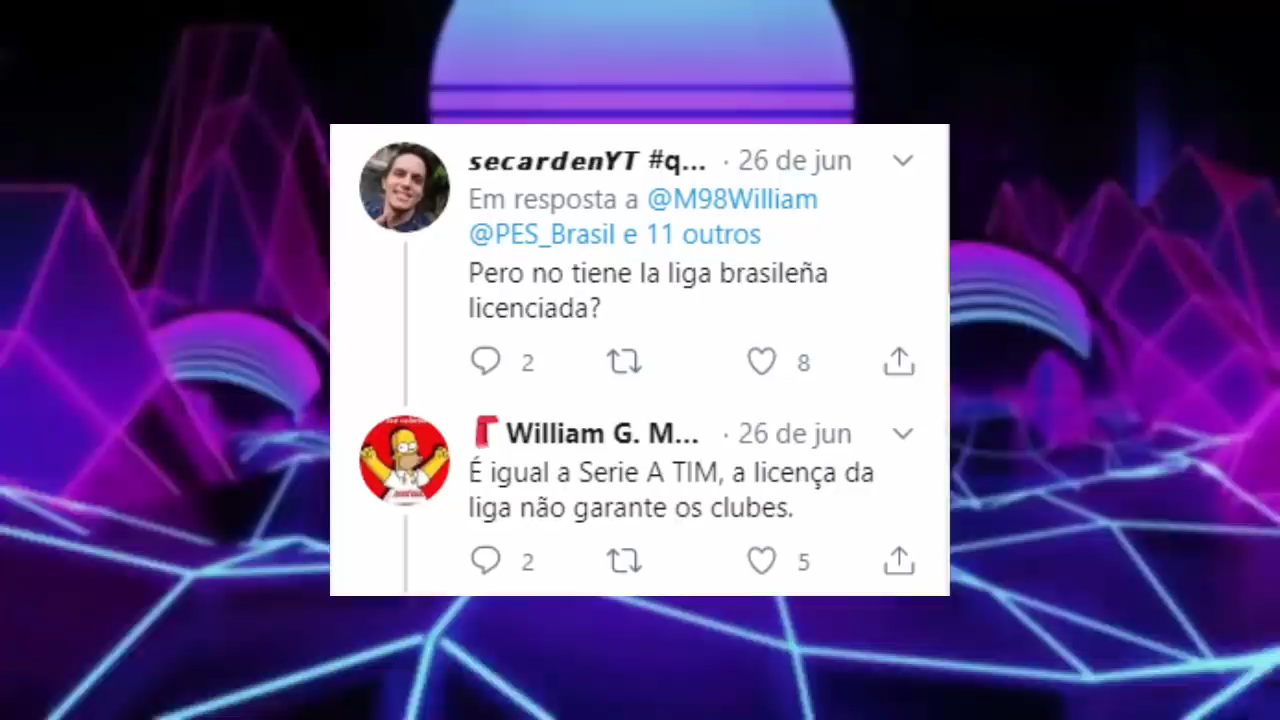 secardenYT #q... · 26 de jun
Em resposta a @M98William
@PES_Brasil e 11 outros
Pero no tiene la liga brasileña
licenciada?
2 8
William G. M... · 26 de jun
É igual a Serie A TIM, a licença da
liga não garante os clubes.
2 5